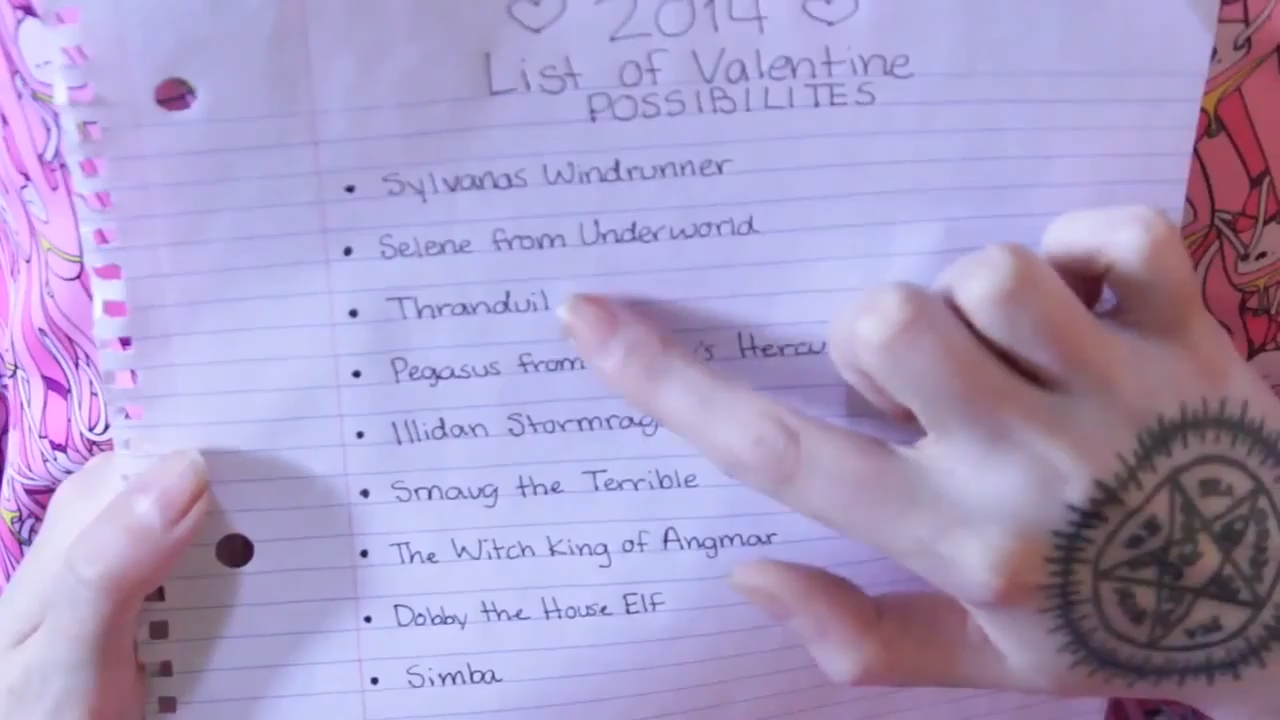 ♡ 2014 ♡
List of Valentine
POSSIBILITES
• Sylvanas Windrunner
• Selene from Underworld
• Thranduil
• Pegasus from
• Illidan Stormrag
• Smaug the Terrible
• The Witch King of Angmar
• Dobby the House Elf
• Simba